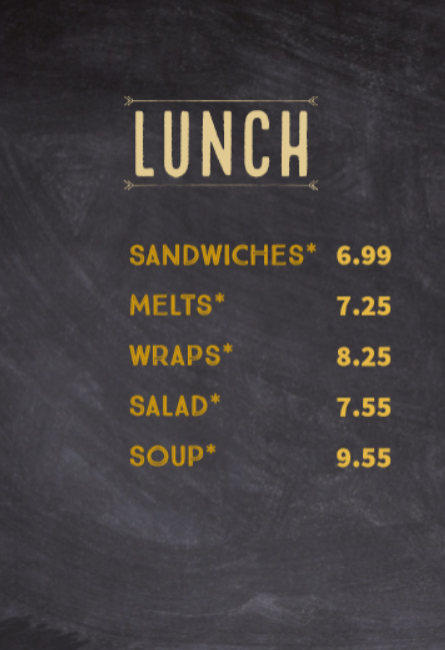 LUNCH
SANDWICHES* 6.99
MELTS* 7.25
WRAPS* 8.25
SALAD* 7.55
SOUP* 9.55